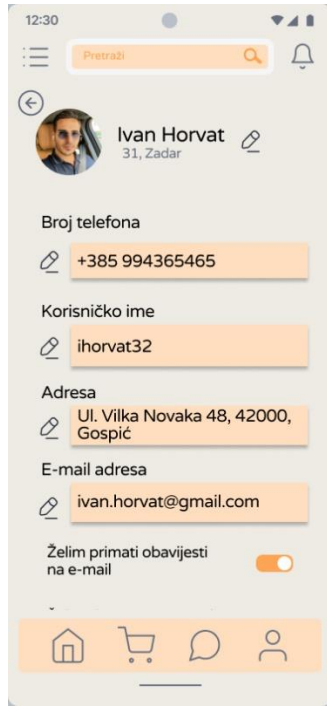 12:30
Pretraži
Ivan Horvat
31, Zadar
Broj telefona
+385 994365465
Korisničko ime
ihorvat32
Adresa
Ul. Vilka Novaka 48, 42000,
Gospić
E-mail adresa
ivan.horvat@gmail.com
Želim primati obavijesti
na e-mail